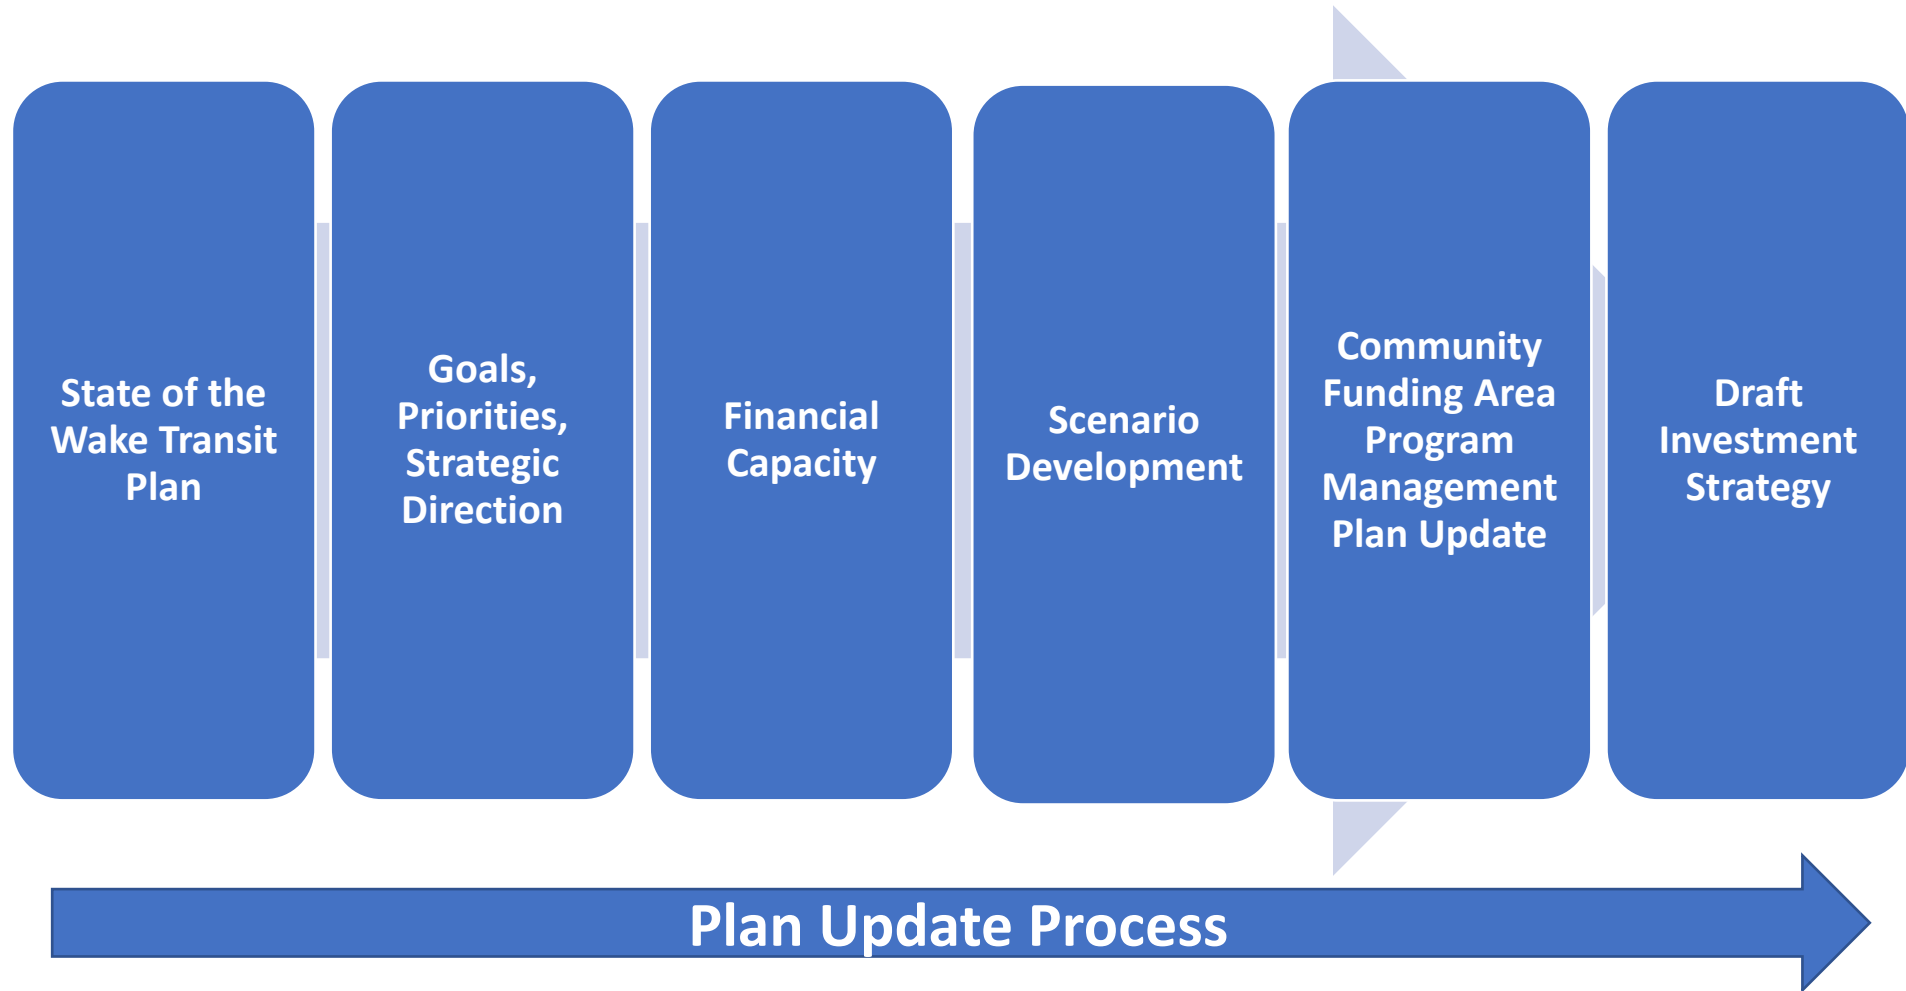 State of the
Wake Transit
Plan
Goals,
Priorities,
Strategic
Direction
Financial
Capacity
Scenario
Development
Community
Funding Area
Program
Management
Plan Update
Draft
Investment
Strategy
Plan Update Process